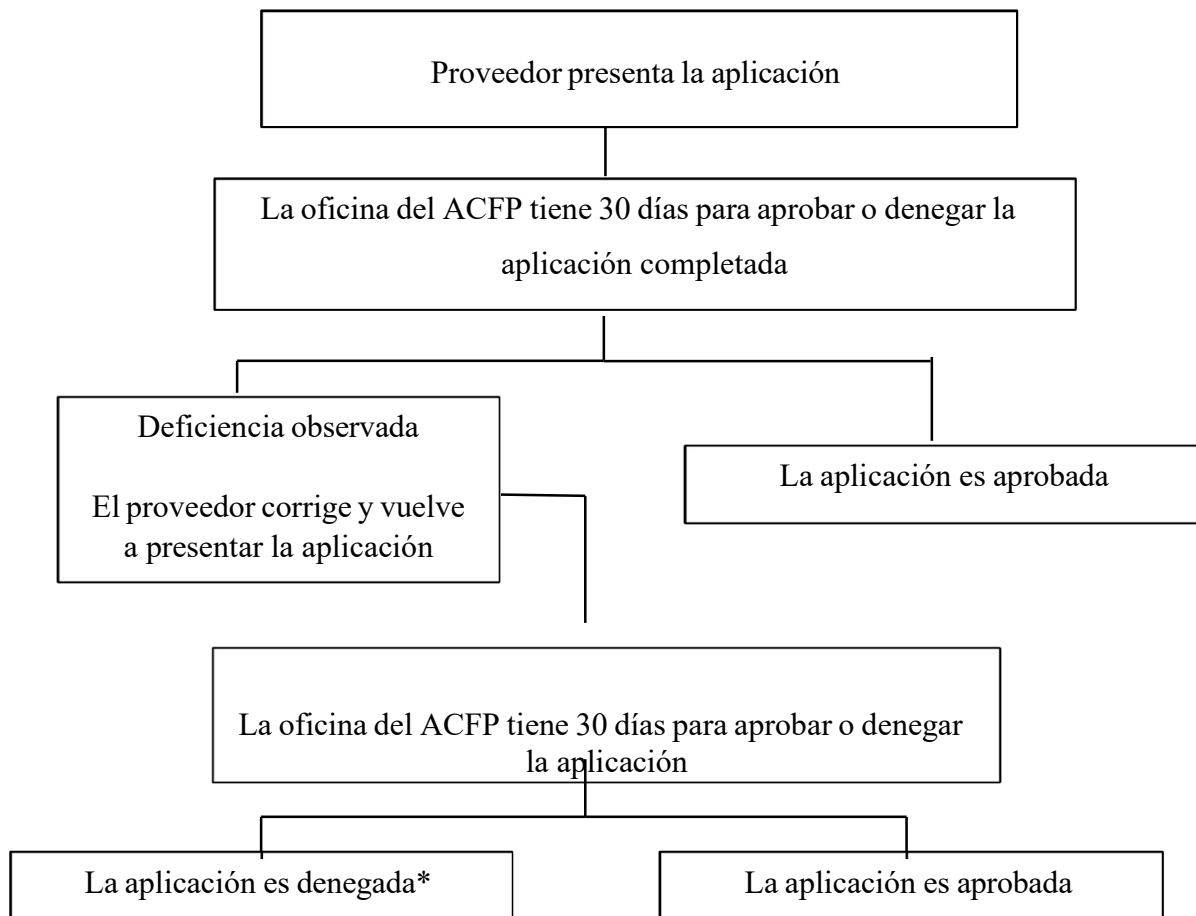 Proveedor presenta la aplicación
La oficina del ACFP tiene 30 días para aprobar o denegar la
aplicación completada
Deficiencia observada
El proveedor corrige y vuelve
a presentar la aplicación
La aplicación es aprobada
La oficina del ACFP tiene 30 días para aprobar o denegar
la aplicación
La aplicación es denegada*
La aplicación es aprobada